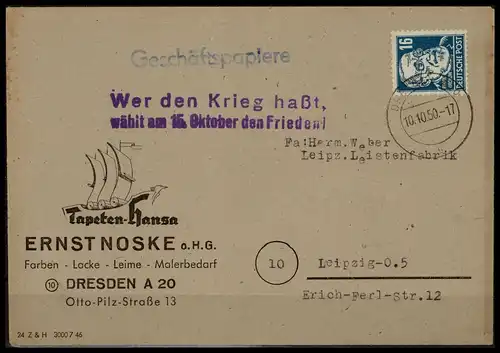 Geschäftspapiere
16
DEUTSCHE POST
Wer den Krieg haßt,
wählt am 15. Oktober den Frieden!
10.10.50.-17
Fa:Herm.Weber
Leipz.Leistenfabrik
Tapeten-Hansa
ERNST NOSKE o.H.G.
Farben - Lacke - Leime - Malerbedarf
10 DRESDEN A 20
Otto-Pilz-Straße 13
10
Leipzig-O.5
Erich-Ferl-Str.12
24 Z & H 3000 7 46